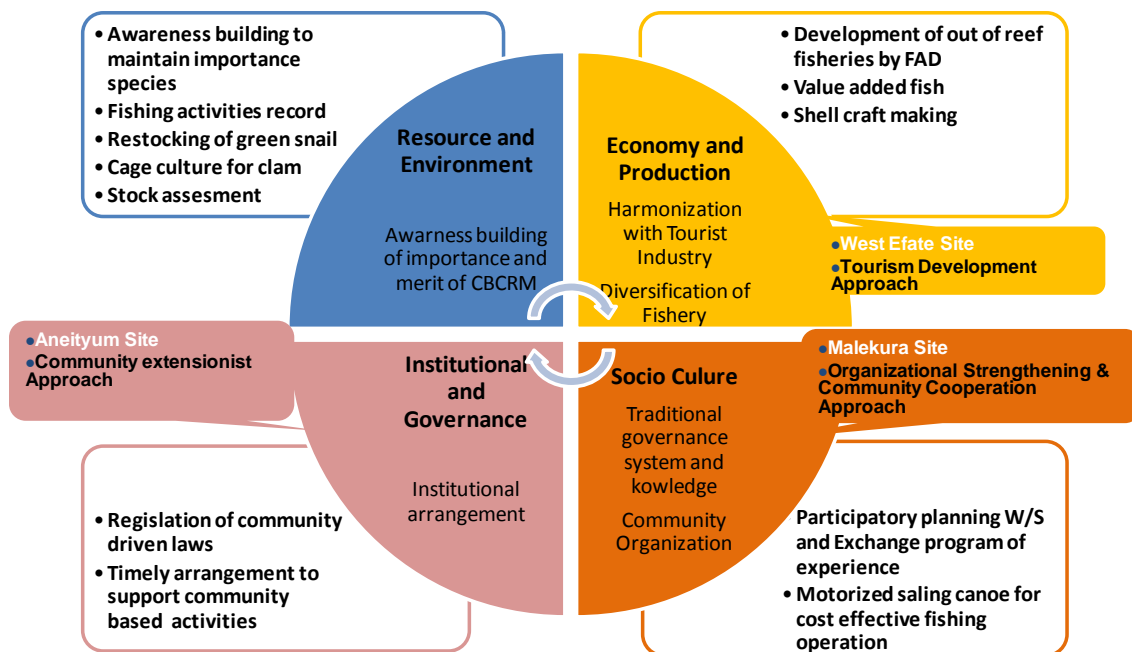 • Awareness building to
maintain importance
species
• Fishing activities record
• Restocking of green snail
• Cage culture for clam
• Stock assesment
Resource and
Environment
Awarness building
of importance and
merit of CBCRM
• Development of out of reef
fisheries by FAD
• Value added fish
• Shell craft making
Economy and
Production
Harmonization
with Tourist
Industry
Diversification of
Fishery
•West Efate Site
•Tourism Development
Approach
•Aneityum Site
•Community extensionist
Approach
Institutional
and
Governance
Institutional
arrangement
• Regislation of community
driven laws
• Timely arrangement to
support community
based activities
Socio Culure
Traditional
governance
system and
kowledge
Community
Organization
•Malekura Site
•Organizational Strengthening &
Community Cooperation
Approach
Participatory planning W/S
and Exchange program of
experience
• Motorized saling canoe for
cost effective fishing
operation